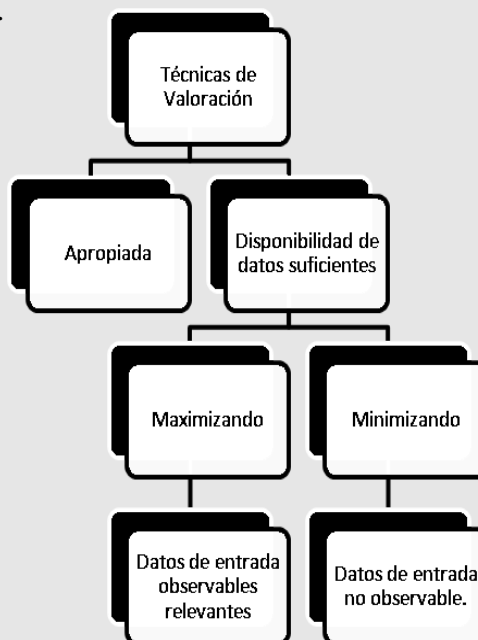 Técnicas de
Valoración
Apropiada
Disponibilidad de
datos suficientes
Maximizando
Minimizando
Datos de entrada
observables
relevantes
Datos de entrada
no observable.